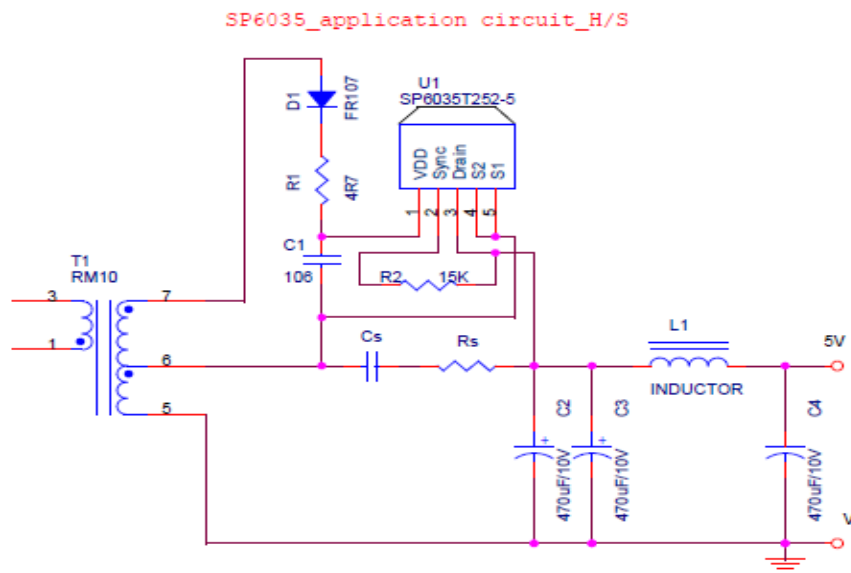 SP6035_application circuit_H/S
U1
SP6035T252-5
D1
FR107
VDD
Sync
Drain
S2
S1
R1
4R7
1
2
3
4
5
C1
106
R2
15K
T1
RM10
3
7
1
6
5
Cs
Rs
L1
INDUCTOR
5V
C2
470uF/10V
C3
470uF/10V
C4
470uF/10V
V